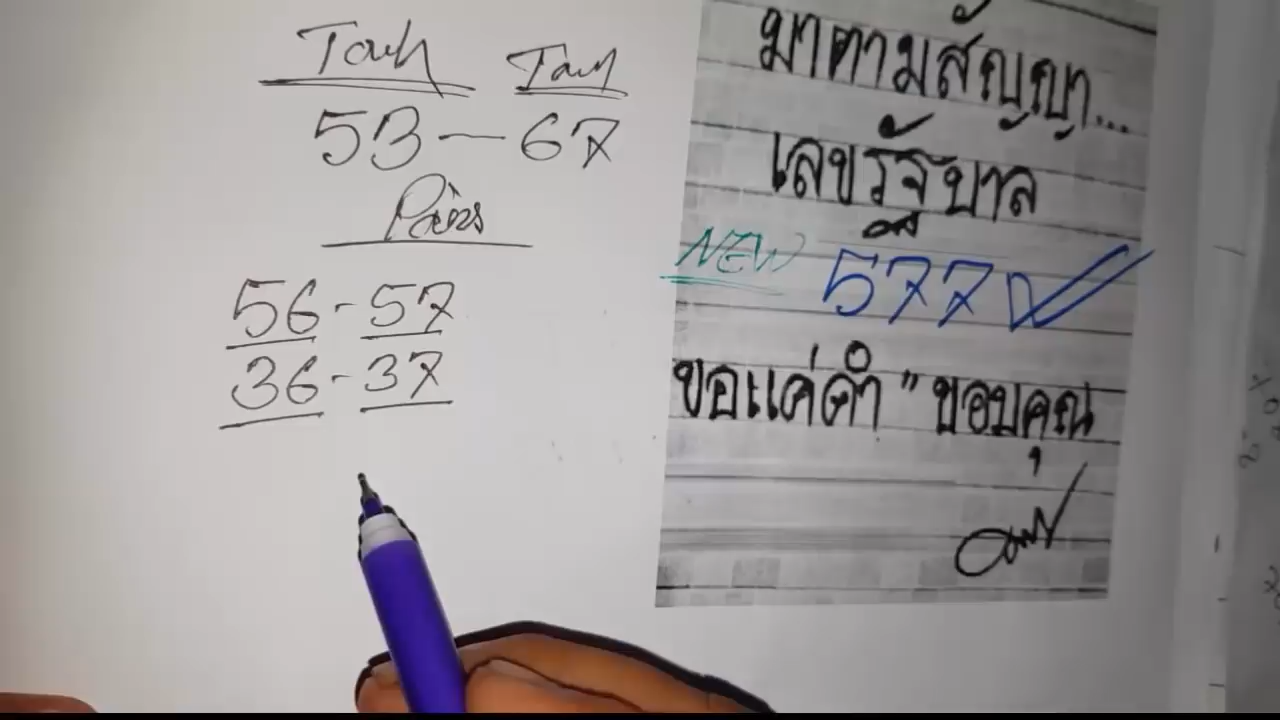 Touch Touch
53 — 67
Pairs
56 - 57
36 - 37
มาตามสัญญา...
เลขรัฐบาล
NEW 577
ขอแค่คำ "ขอบคุณ